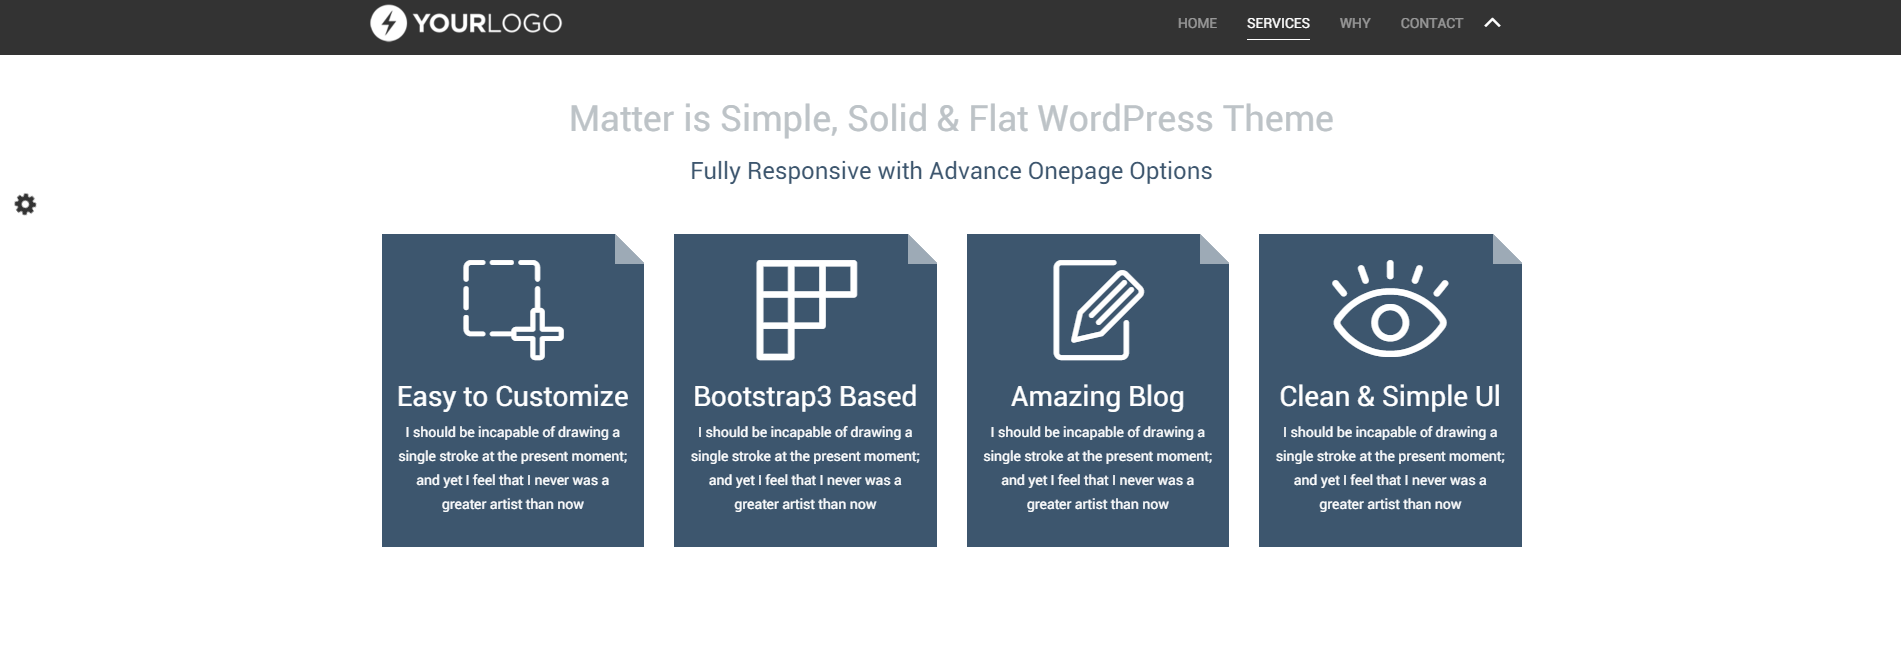 YOURLOGO
HOME SERVICES WHY CONTACT
Matter is Simple, Solid & Flat WordPress Theme
Fully Responsive with Advance Onepage Options
Easy to Customize
I should be incapable of drawing a
single stroke at the present moment;
and yet I feel that I never was a
greater artist than now
Bootstrap3 Based
I should be incapable of drawing a
single stroke at the present moment;
and yet I feel that I never was a
greater artist than now
Amazing Blog
I should be incapable of drawing a
single stroke at the present moment;
and yet I feel that I never was a
greater artist than now
Clean & Simple Ul
I should be incapable of drawing a
single stroke at the present moment;
and yet I feel that I never was a
greater artist than now